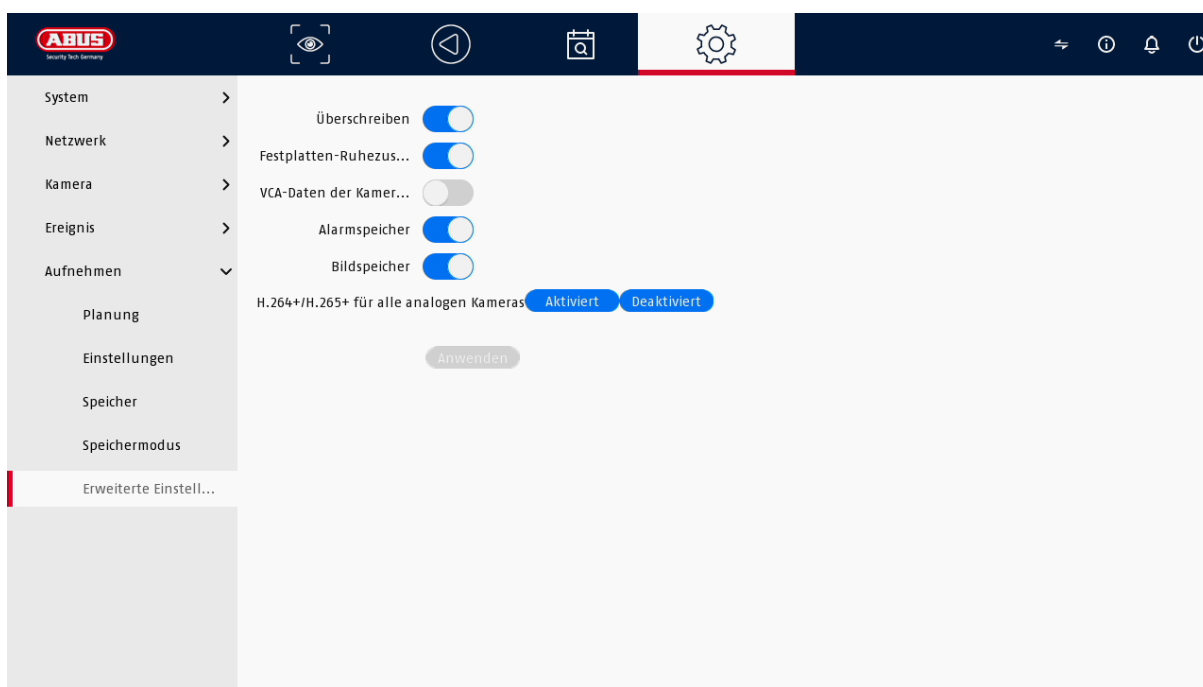 ABUS
Security Tech Germany
System
Netzwerk
Kamera
Ereignis
Aufnehmen
Planung
Einstellungen
Speicher
Speichermodus
Erweiterte Einstell...
Überschreiben
Festplatten-Ruhezus...
VCA-Daten der Kamer...
Alarmspeicher
Bildspeicher
H.264+/H.265+ für alle analogen Kameras Aktiviert Deaktiviert
Anwenden